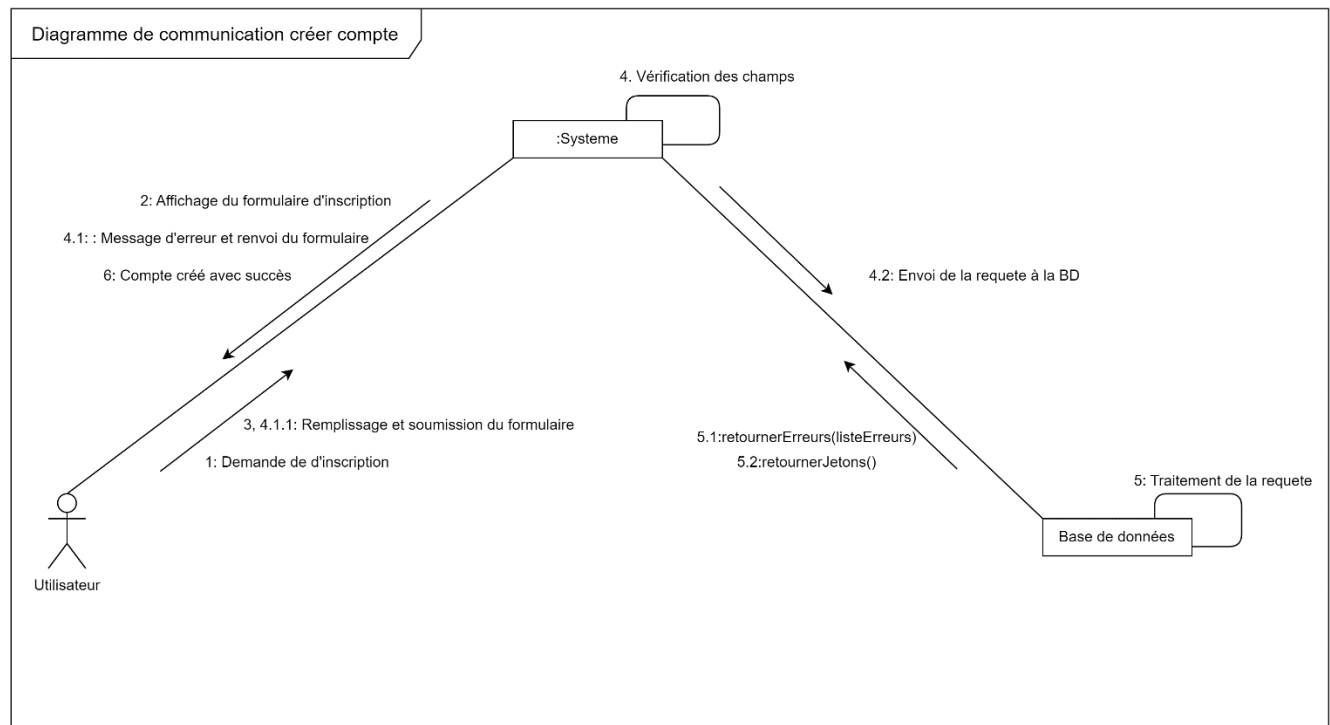 Diagramme de communication créer compte
4. Vérification des champs
:Systeme
2: Affichage du formulaire d'inscription
4.1: : Message d'erreur et renvoi du formulaire
6: Compte créé avec succès
4.2: Envoi de la requete à la BD
3, 4.1.1: Remplissage et soumission du formulaire
1: Demande de d'inscription
5.1:retournerErreurs(listeErreurs)
5.2:retournerJetons()
5: Traitement de la requete
Base de données
Utilisateur